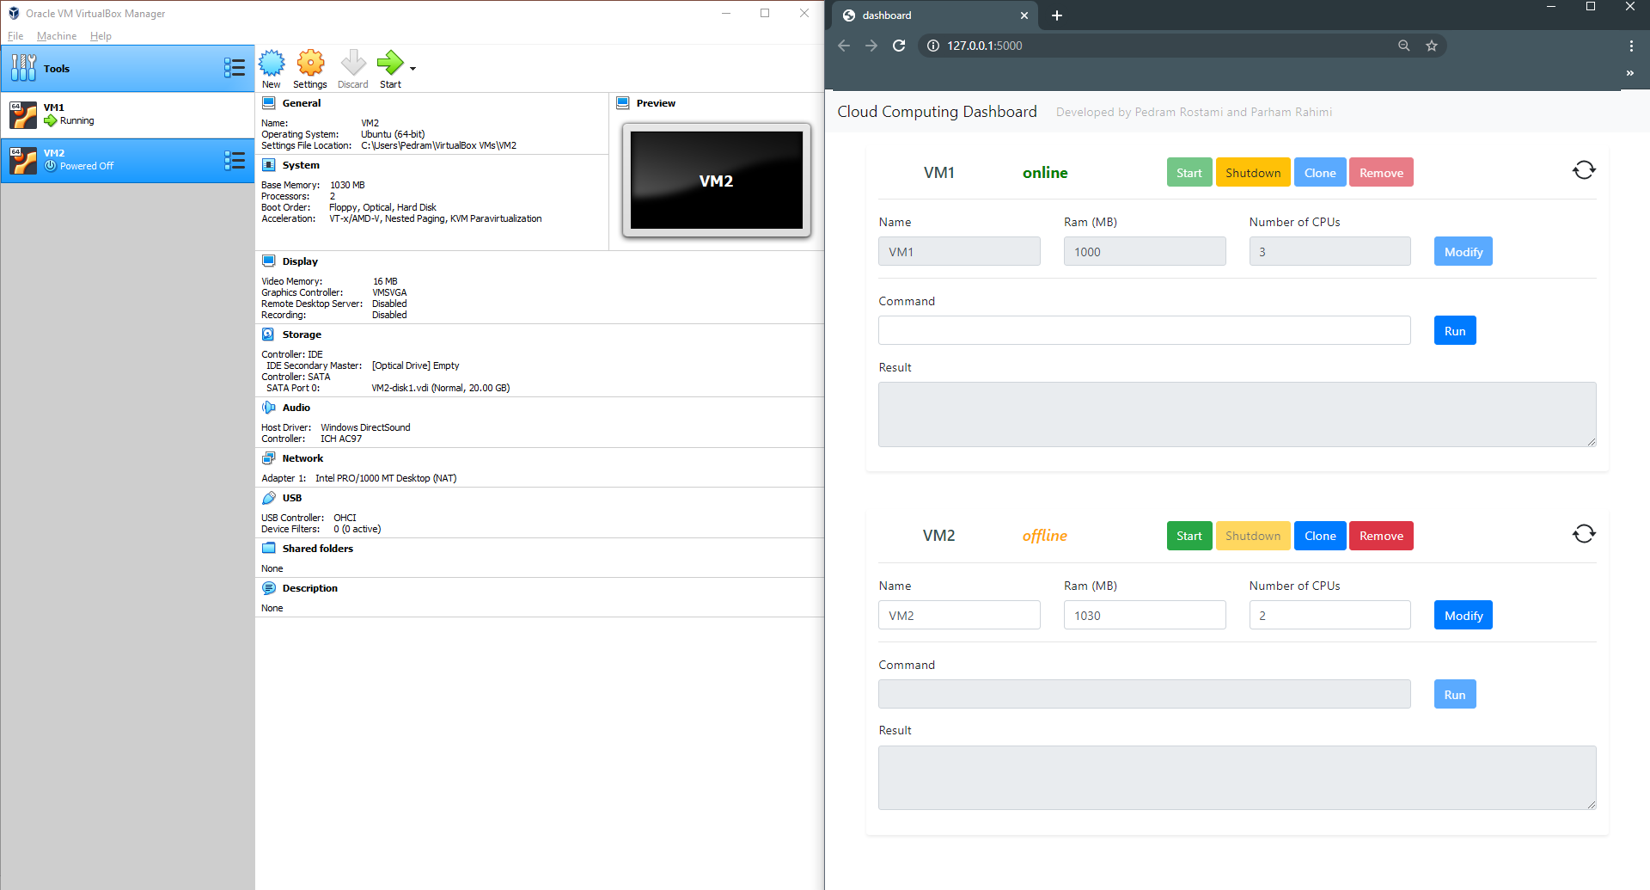 Oracle VM VirtualBox Manager
File Machine Help
Tools
64
VM1
Running
64
VM2
Powered Off
New Settings Discard Start
General
Name: VM2
Operating System: Ubuntu (64-bit)
Settings File Location: C:\Users\Pedram\VirtualBox VMs\VM2
System
Base Memory: 1030 MB
Processors: 2
Boot Order: Floppy, Optical, Hard Disk
Acceleration: VT-x/AMD-V, Nested Paging, KVM Paravirtualization
Preview
VM2
Display
Video Memory: 16 MB
Graphics Controller: VMSVGA
Remote Desktop Server: Disabled
Recording: Disabled
Storage
Controller: IDE
IDE Secondary Master: [Optical Drive] Empty
Controller: SATA
SATA Port 0: VM2-disk1.vdi (Normal, 20.00 GB)
Audio
Host Driver: Windows DirectSound
Controller: ICH AC97
Network
Adapter 1: Intel PRO/1000 MT Desktop (NAT)
USB
USB Controller: OHCI
Device Filters: 0 (0 active)
Shared folders
None
Description
None
dashboard
127.0.0.1:5000
Cloud Computing Dashboard Developed by Pedram Rostami and Parham Rahimi
VM1 online Start Shutdown Clone Remove
Name Ram (MB) Number of CPUs
VM1 1000 3 Modify
Command
Run
Result
VM2 offline Start Shutdown Clone Remove
Name Ram (MB) Number of CPUs
VM2 1030 2 Modify
Command
Run
Result